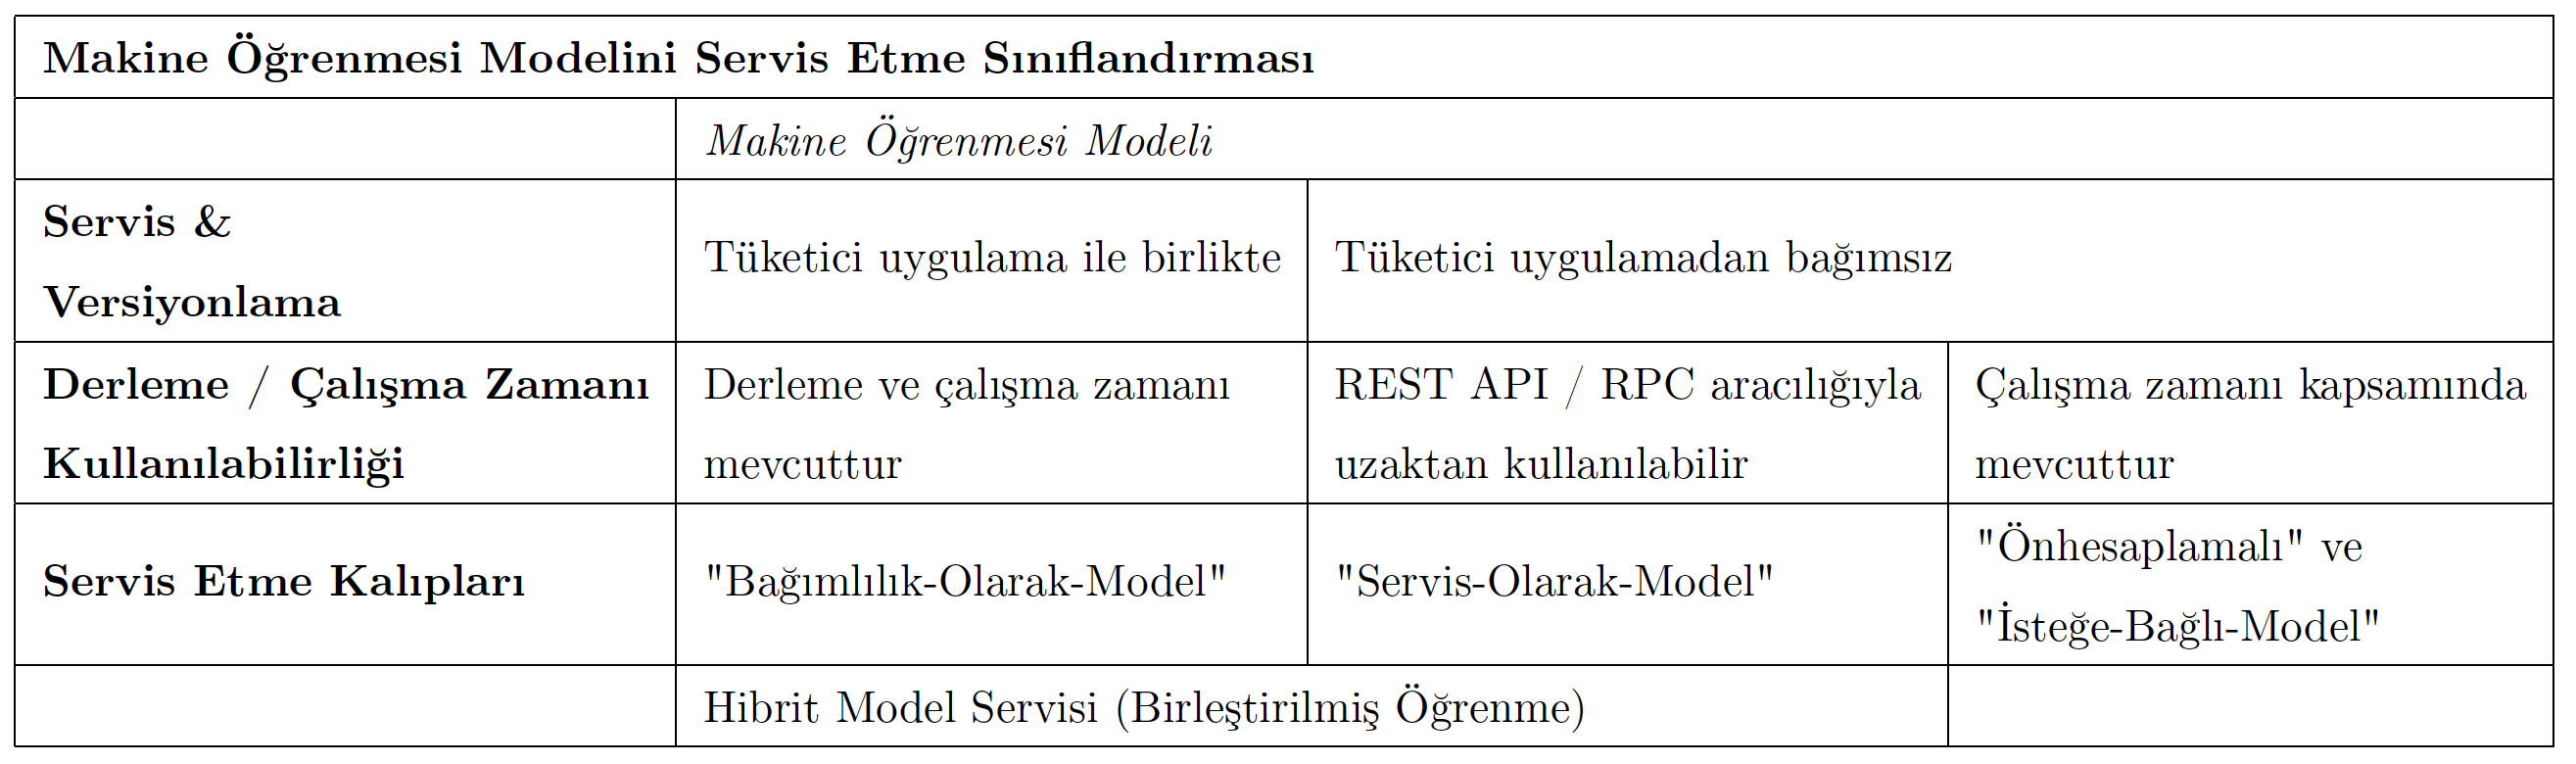 Makine Öğrenmesi Modelini Servis Etme Sınıflandırması
Makine Öğrenmesi Modeli
Servis &
Versiyonlama
Tüketici uygulama ile birlikte
Tüketici uygulamadan bağımsız
Derleme / Çalışma Zamanı
Kullanılabilirliği
Derleme ve çalışma zamanı
mevcuttur
REST API / RPC aracılığıyla
uzaktan kullanılabilir
Çalışma zamanı kapsamında
mevcuttur
Servis Etme Kalıpları
"Bağımlılık-Olarak-Model"
"Servis-Olarak-Model"
"Önhesaplamalı" ve
"İsteğe-Bağlı-Model"
Hibrit Model Servisi (Birleştirilmiş Öğrenme)